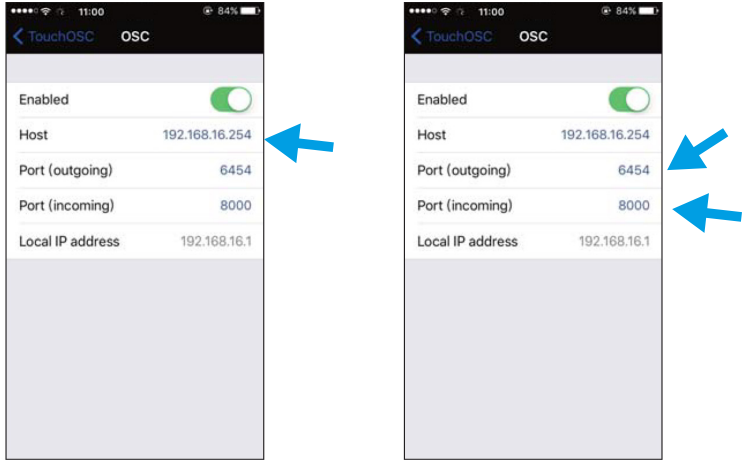 11:00 84%
TouchOSC OSC
Enabled
Host 192.168.16.254
Port (outgoing) 6454
Port (incoming) 8000
Local IP address 192.168.16.1
11:00 84%
TouchOSC OSC
Enabled
Host 192.168.16.254
Port (outgoing) 6454
Port (incoming) 8000
Local IP address 192.168.16.1